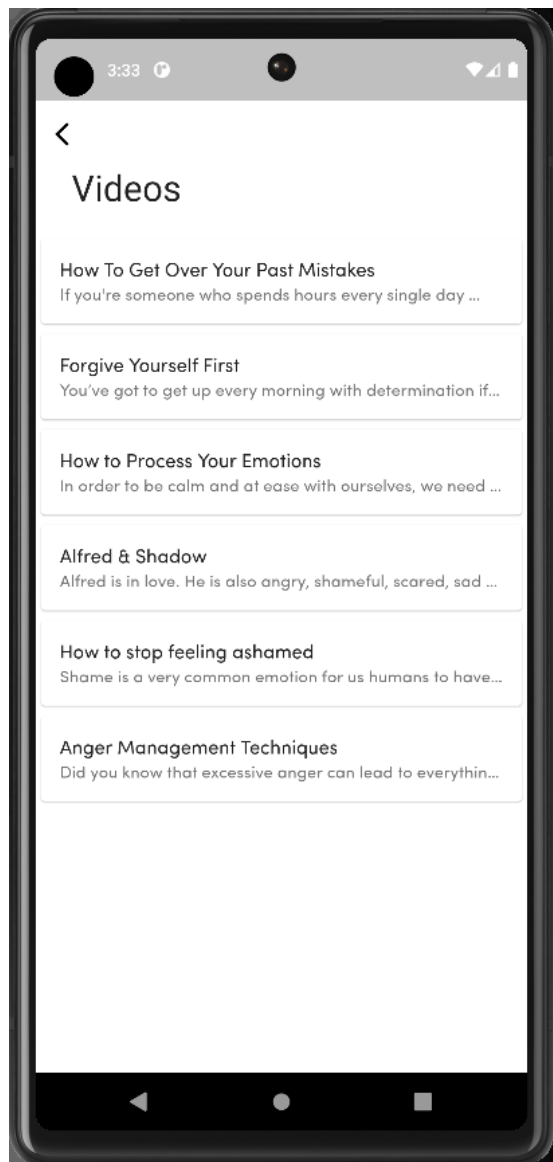 3:33
Videos
How To Get Over Your Past Mistakes
If you're someone who spends hours every single day ...
Forgive Yourself First
You've got to get up every morning with determination if...
How to Process Your Emotions
In order to be calm and at ease with ourselves, we need ...
Alfred & Shadow
Alfred is in love. He is also angry, shameful, scared, sad ...
How to stop feeling ashamed
Shame is a very common emotion for us humans to have...
Anger Management Techniques
Did you know that excessive anger can lead to everythin...